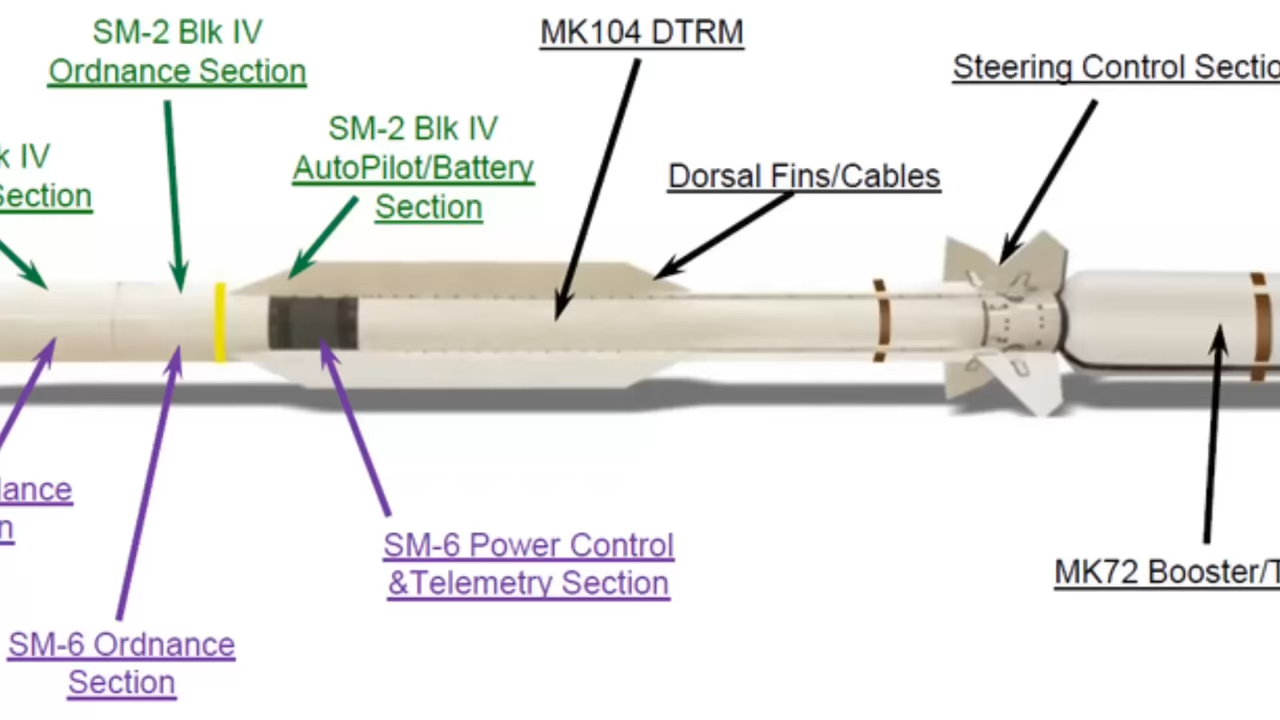 SM-2 Blk IV
Ordnance Section
MK104 DTRM
Steering Control Sectio
SM-2 Blk IV
AutoPilot/Battery
Section
k IV
Section
Dorsal Fins/Cables
lance
n
SM-6 Power Control
&Telemetry Section
MK72 Booster/T
SM-6 Ordnance
Section